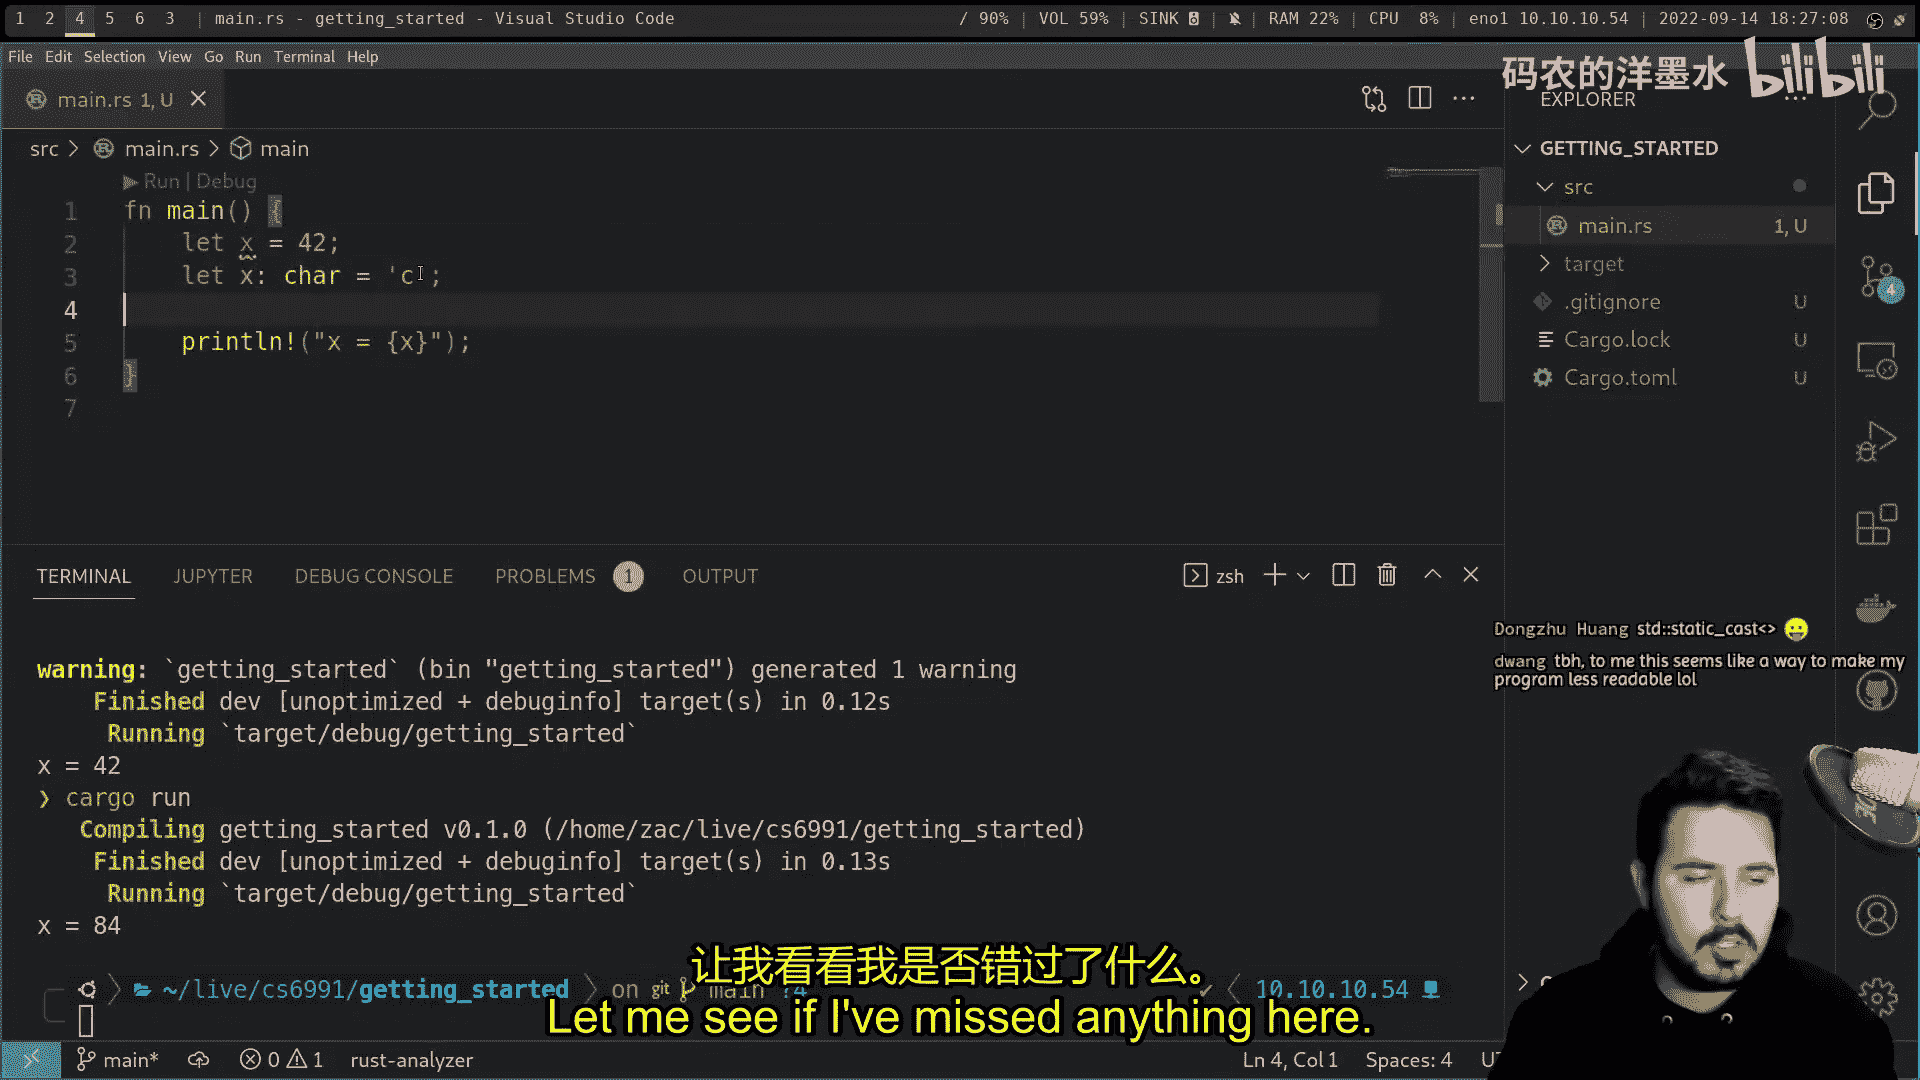 1 2 4 5 6 3 | main.rs - getting_started - Visual Studio Code
/ 90% | VOL 59% | SINK | | RAM 22% | CPU 8% | eno1 10.10.10.54 | 2022-09-14 18:27:08
File Edit Selection View Go Run Terminal Help
码农的洋墨水 bilibili
main.rs 1, U
EXPLORER
src > main.rs > main
GETTING_STARTED
Run | Debug
src
1 fn main() {
main.rs 1, U
2 let x = 42;
target
3 let x: char = 'c';
.gitignore U
4
Cargo.lock U
5 println!("x = {x}");
Cargo.toml U
6 }
7
4
TERMINAL JUPYTER DEBUG CONSOLE PROBLEMS 1 OUTPUT
zsh
Dongzhu Huang std::static_cast<>
dwang tbh, to me this seems like a way to make my
program less readable lol
warning: `getting_started` (bin "getting_started") generated 1 warning
Finished dev [unoptimized + debuginfo] target(s) in 0.12s
Running `target/debug/getting_started`
x = 42
❯ cargo run
Compiling getting_started v0.1.0 (/home/zac/live/cs6991/getting_started)
Finished dev [unoptimized + debuginfo] target(s) in 0.13s
Running `target/debug/getting_started`
x = 84
让我看看我是否错过了什么。
~/live/cs6991/getting_started on git main ?4
10.10.10.54
Let me see if I've missed anything here.
main* 0 1 rust-analyzer
Ln 4, Col 1 Spaces: 4